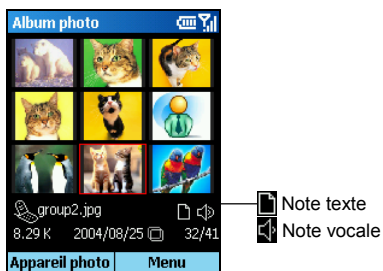 Album photo
group2.jpg
8.29 K 2004/08/25 32/41
Appareil photo Menu
Note texte
Note vocale